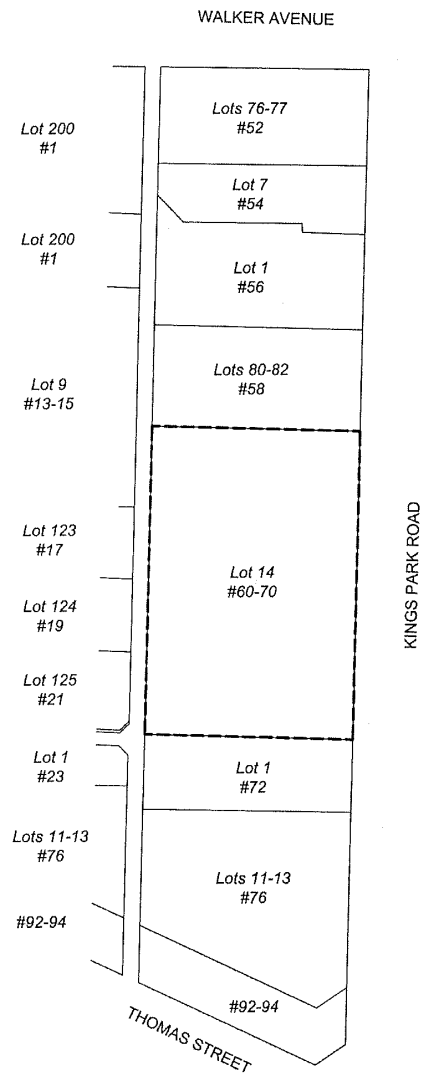 WALKER AVENUE
Lots 76-77
#52
Lot 200
#1
Lot 7
#54
Lot 200
#1
Lot 1
#56
Lots 80-82
#58
Lot 9
#13-15
KINGS PARK ROAD
Lot 123
#17
Lot 14
#60-70
Lot 124
#19
Lot 125
#21
Lot 1
#23
Lot 1
#72
Lots 11-13
#76
Lots 11-13
#76
#92-94
#92-94
THOMAS STREET